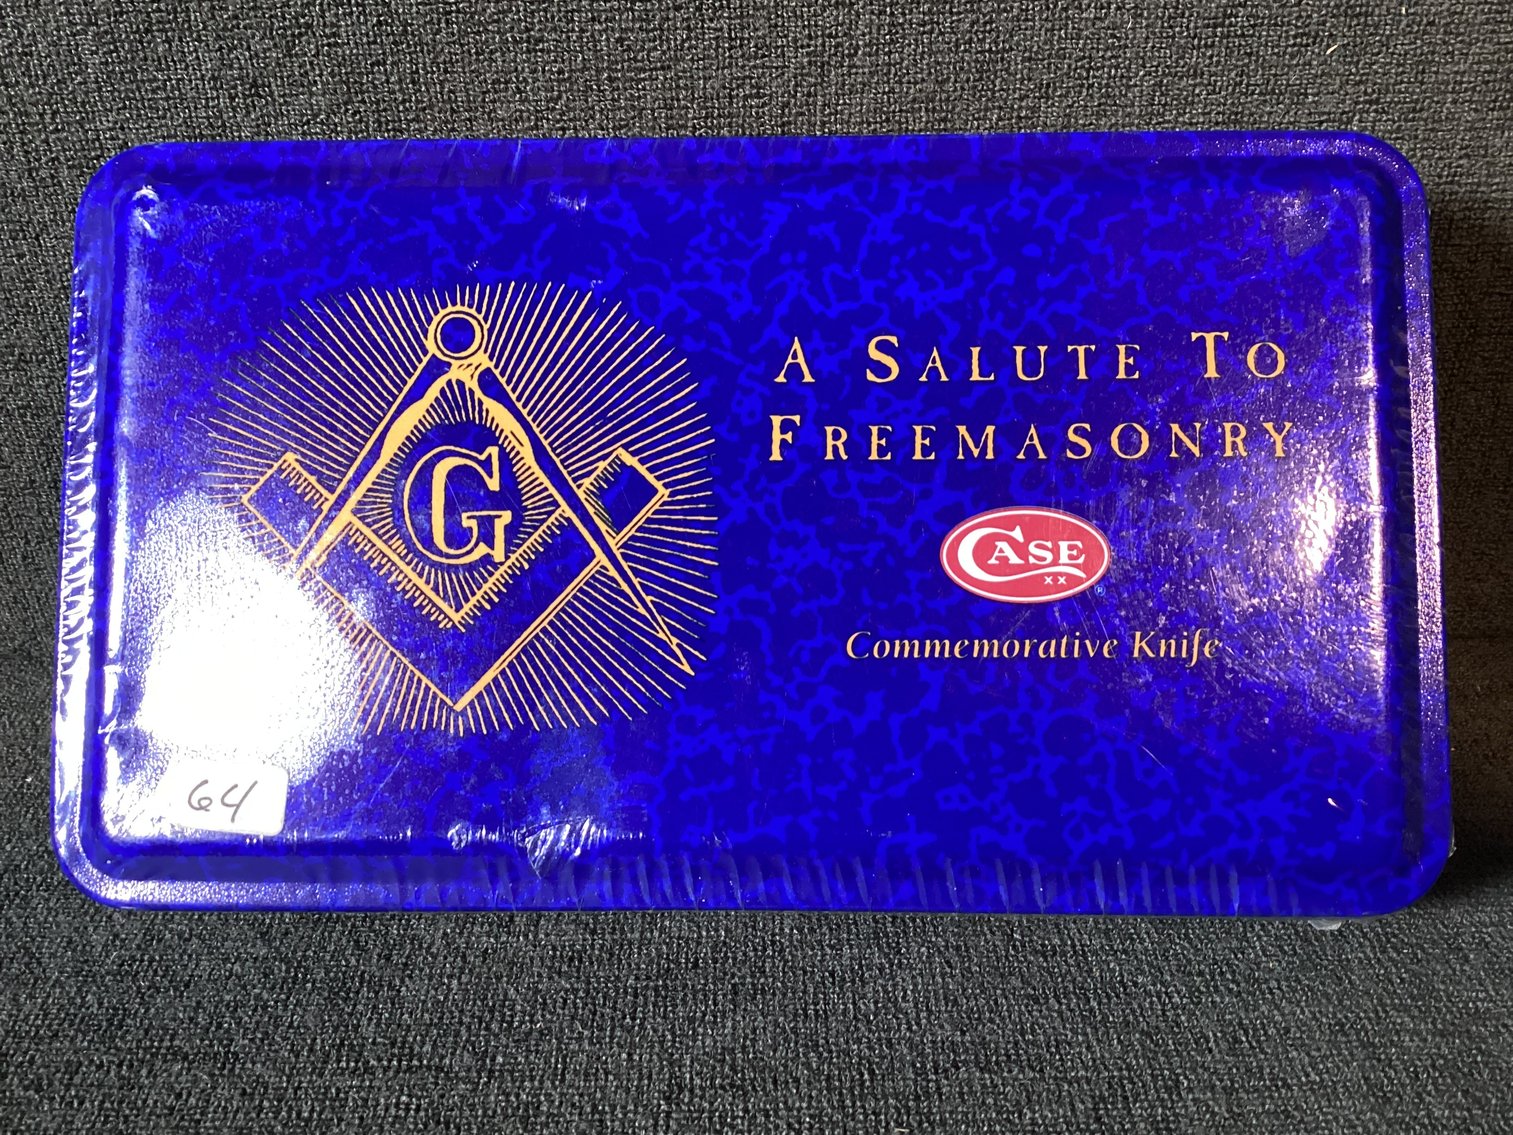 G
A SALUTE TO
FREEMASONRY
CASE
XX
®
Commemorative Knife
64